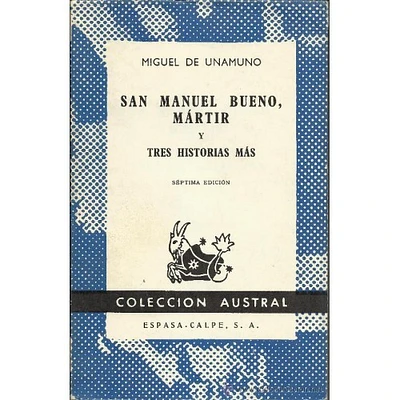 MIGUEL DE UNAMUNO
SAN MANUEL BUENO,
MÁRTIR
Y
TRES HISTORIAS MÁS
SÉPTIMA EDICIÓN
COLECCION AUSTRAL
ESPASA-CALPE, S. A.